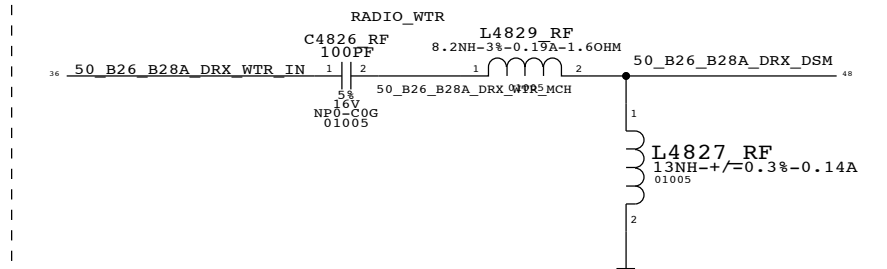 RADIO_WTR
C4826_RF
100PF
L4829_RF
8.2NH-3%-0.19A-1.6OHM
36
50_B26_B28A_DRX_WTR_IN
1
2
1
2
50_B26_B28A_DRX_DSM
48
5%
16V
NP0-C0G
01005
50_B26_B28A_DRX_WTR_MCH
01005
1
L4827_RF
13NH-+/=0.3%-0.14A
01005
2